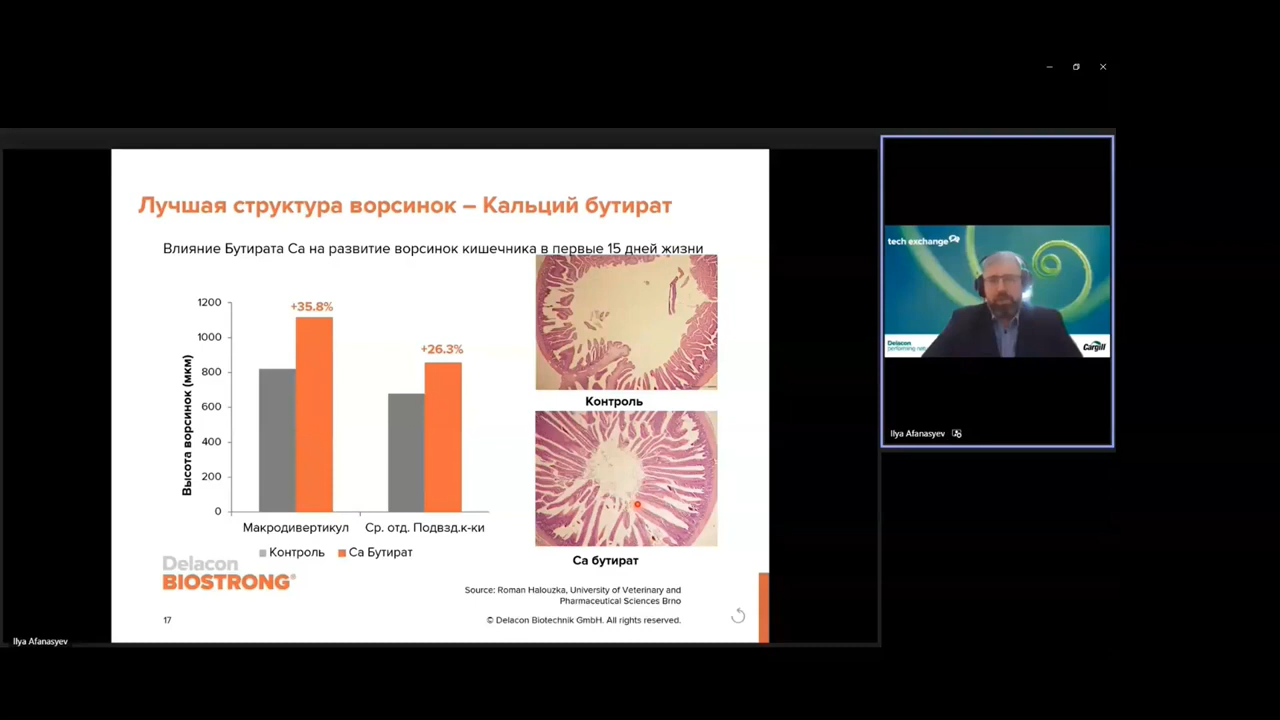 Лучшая структура ворсинок – Кальций бутират
Влияние Бутирата Са на развитие ворсинок кишечника в первые 15 дней жизни
Высота ворсинок (мкм)
1200
1000
800
600
400
200
0
+35.8%
+26.3%
Макродивертикул
Ср. отд. Подвзд.к-ки
Контроль
Са Бутират
Контроль
Са бутират
Delacon
BIOSTRONG®
Source: Roman Halouzka, University of Veterinary and
Pharmaceutical Sciences Brno
17
© Delacon Biotechnik GmbH. All rights reserved.
Ilya Afanasyev
tech exchange
Delacon
performing
Cargill
Ilya Afanasyev